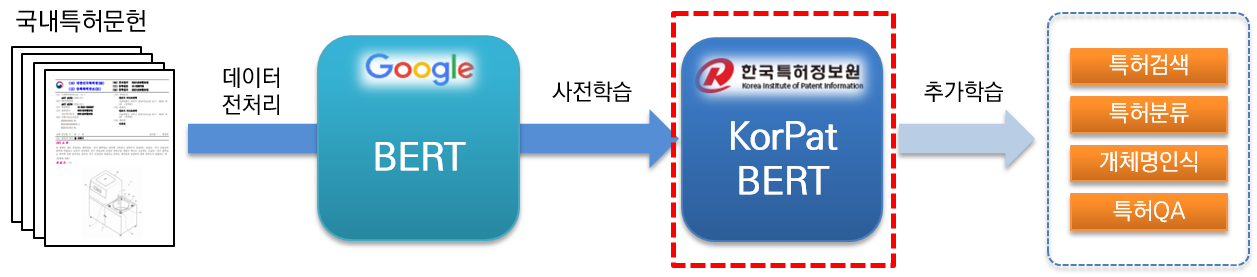 국내특허문헌
데이터
전처리
Google
BERT
사전학습
한국특허정보원
Korea Institute of Patent Information
KorPat
BERT
추가학습
특허검색
특허분류
개체명인식
특허QA